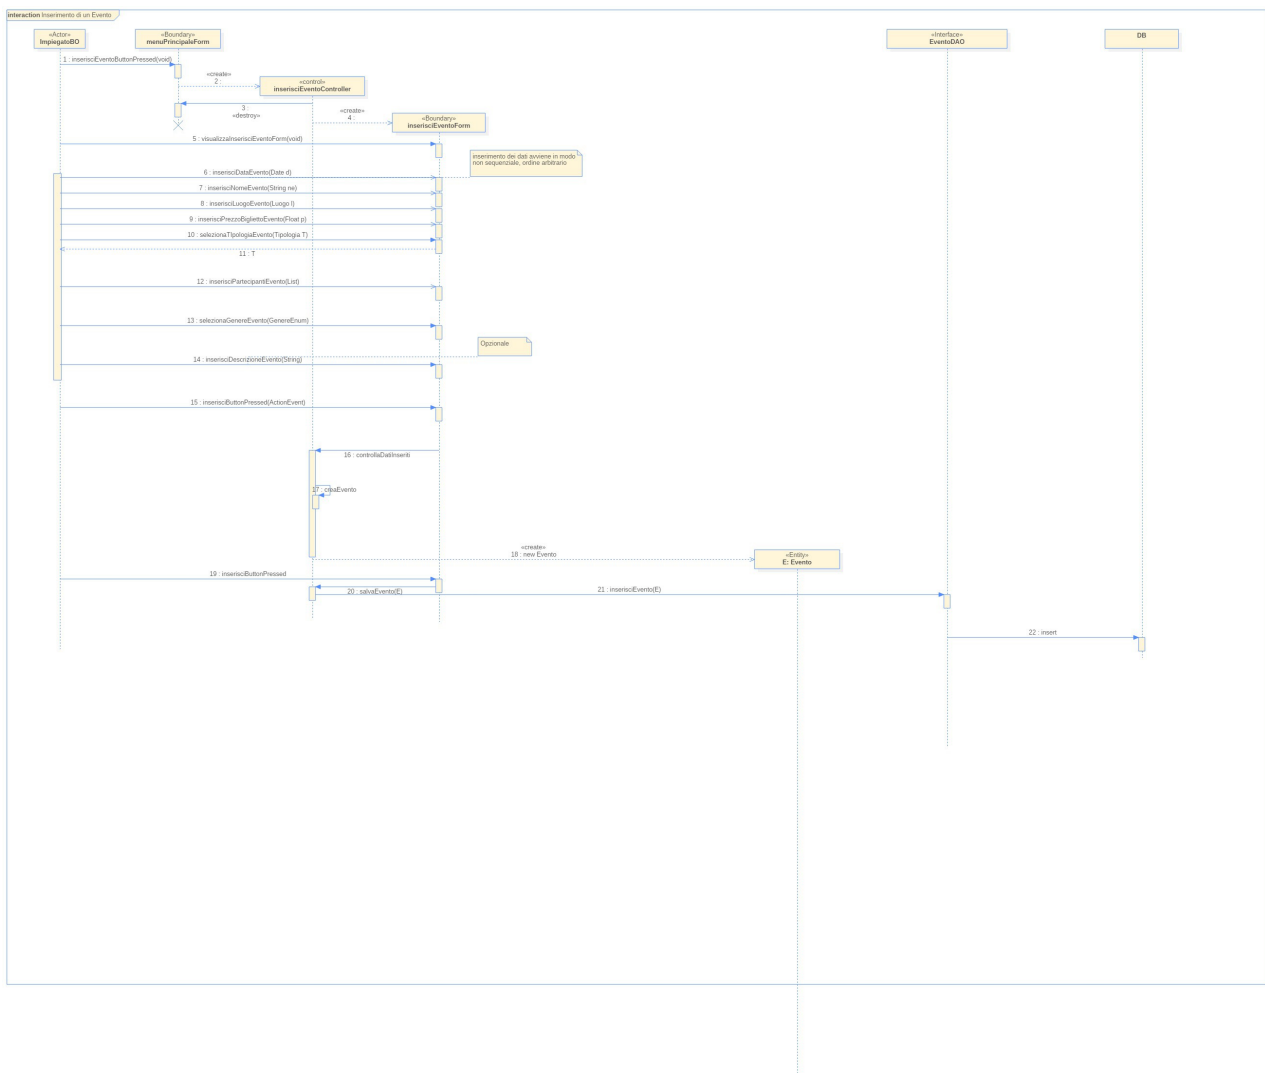 interaction Inserimento di un Evento
«Actor»
ImpiegatoBO
«Boundary»
menuPrincipaleForm
«Interface»
EventoDAO
DB
1 : inserisciEventoButtonPressed(void)
«create»
2 :
«control»
inserisciEventoController
3 :
«destroy»
«create»
4 :
«Boundary»
inserisciEventoForm
5 : visualizzaInserisciEventoForm(void)
inserimento dei dati avviene in modo
non sequenziale, ordine arbitrario
6 : inserisciDataEvento(Date d)
7 : inserisciNomeEvento(String ne)
8 : inserisciLuogoEvento(Luogo l)
9 : inserisciPrezzoBigliettoEvento(Float p)
10 : selezionaTIpologiaEvento(Tipologia T)
11 : T
12 : inserisciPartecipantiEvento(List)
13 : selezionaGenereEvento(GenereEnum)
Opzionale
14 : inserisciDescrizioneEvento(String)
15 : inserisciButtonPressed(ActionEvent)
16 : controllaDatiInseriti
17 : creaEvento
«create»
18 : new Evento
«Entity»
E: Evento
19 : inserisciButtonPressed
20 : salvaEvento(E)
21 : inserisciEvento(E)
22 : insert